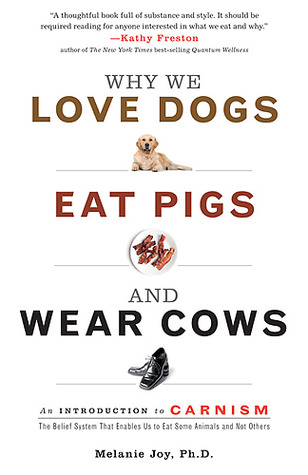 “A thoughtful book full of substance and style. It should be
required reading for anyone interested in what we eat and why.”
—Kathy Freston
author of The New York Times best-selling Quantum Wellness
WHY WE
LOVE DOGS
EAT PIGS
AND
WEAR COWS
An INTRODUCTION to CARNISM
The Belief System That Enables Us to Eat Some Animals and Not Others
Melanie Joy, Ph.D.